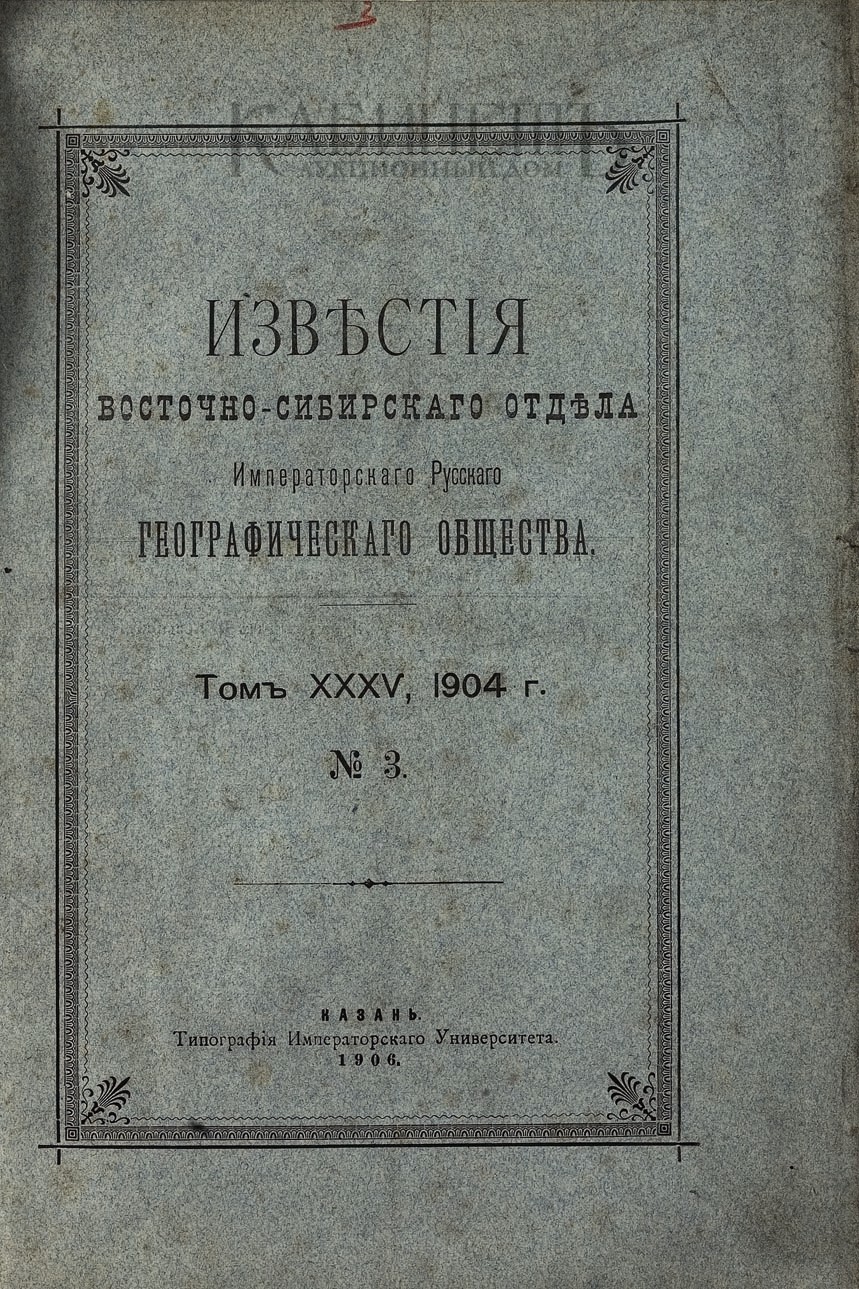 3
КАБИНЕТЪ
АУКЦИОННЫЙ ДОМ
ИЗВѢСТІЯ
ВОСТОЧНО-СИБИРСКАГО ОТДѢЛА
Императорскаго Русскаго
ГЕОГРАФИЧЕСКАГО ОБЩЕСТВА.
Томъ XXXV, 1904 г.
№ 3.
КАЗАНЬ.
Типографія Императорскаго Университета.
1906.